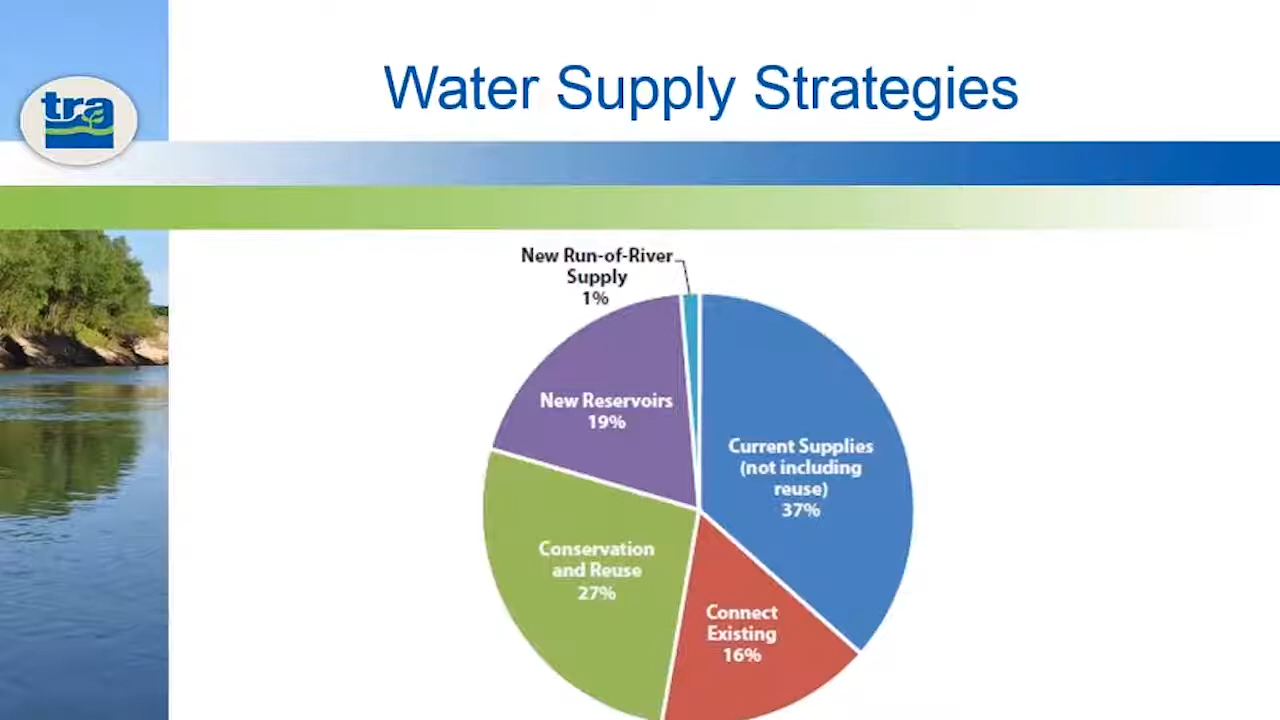 tra
Water Supply Strategies
New Run-of-River
Supply
1%
New Reservoirs
19%
Current Supplies
(not including
reuse)
37%
Conservation
and Reuse
27%
Connect
Existing
16%